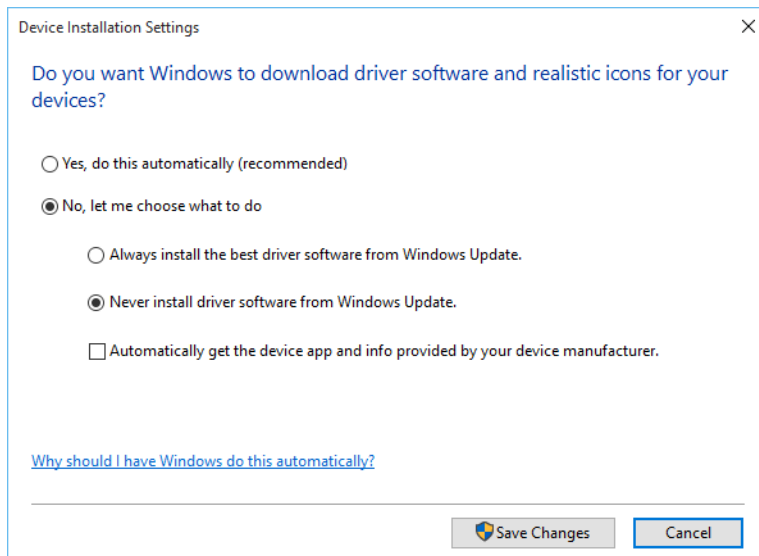 Device Installation Settings
Do you want Windows to download driver software and realistic icons for your
devices?
Yes, do this automatically (recommended)
No, let me choose what to do
Always install the best driver software from Windows Update.
Never install driver software from Windows Update.
Automatically get the device app and info provided by your device manufacturer.
Why should I have Windows do this automatically?
Save Changes
Cancel